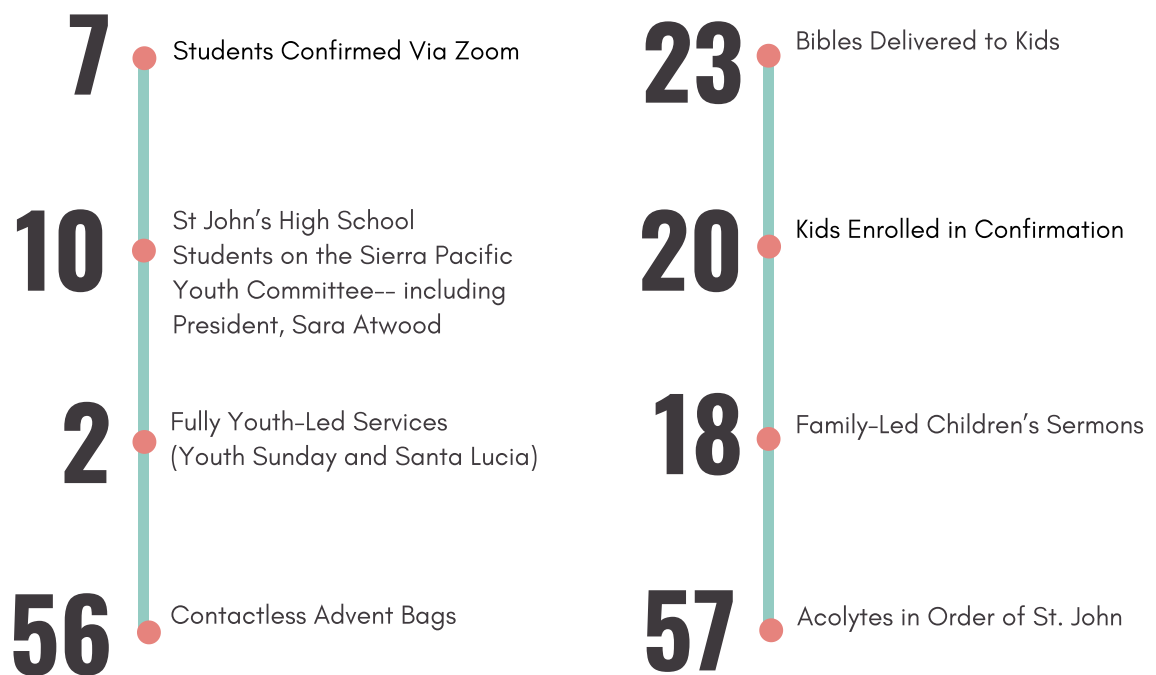 7
Students Confirmed Via Zoom
10
St John’s High School
Students on the Sierra Pacific
Youth Committee-- including
President, Sara Atwood
2
Fully Youth-Led Services
(Youth Sunday and Santa Lucia)
56
Contactless Advent Bags
23
Bibles Delivered to Kids
20
Kids Enrolled in Confirmation
18
Family-Led Children’s Sermons
57
Acolytes in Order of St. John